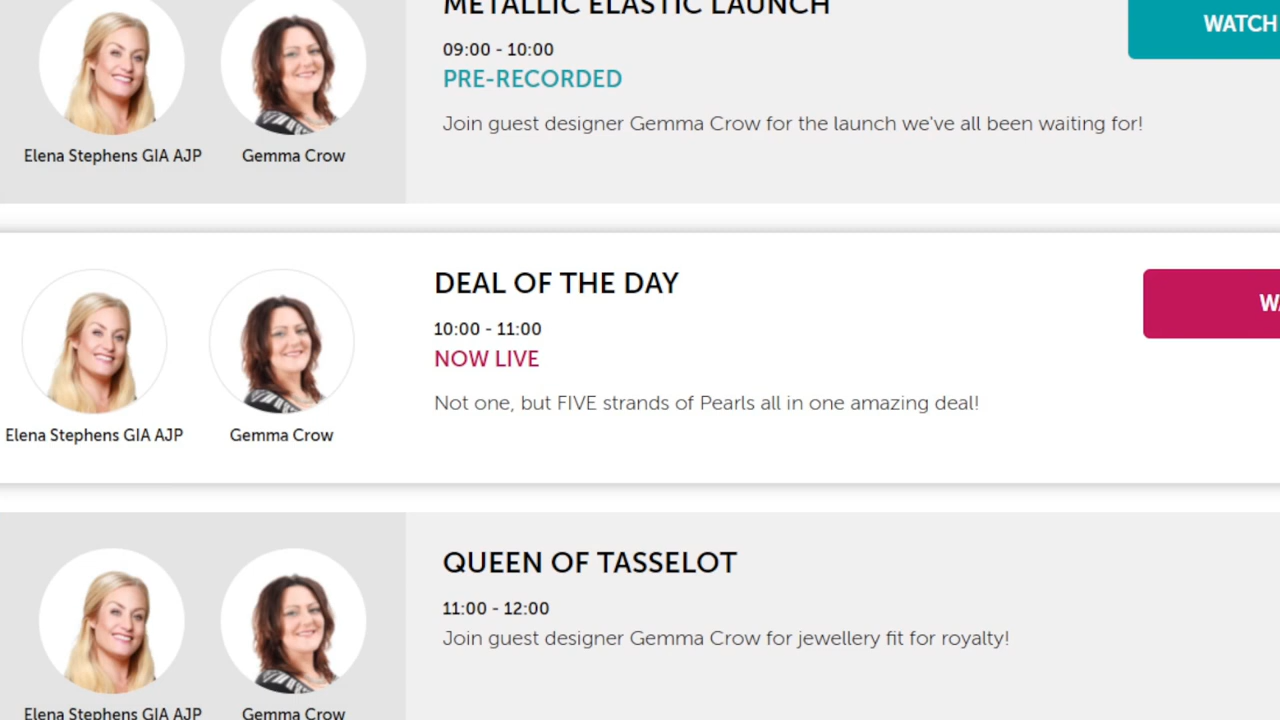 METALLIC ELASTIC LAUNCH
WATCH
09:00 - 10:00
PRE-RECORDED
Join guest designer Gemma Crow for the launch we've all been waiting for!
Elena Stephens GIA AJP
Gemma Crow
DEAL OF THE DAY
10:00 - 11:00
NOW LIVE
Not one, but FIVE strands of Pearls all in one amazing deal!
Elena Stephens GIA AJP
Gemma Crow
QUEEN OF TASSELOT
11:00 - 12:00
Join guest designer Gemma Crow for jewellery fit for royalty!
Elena Stephens GIA AJP
Gemma Crow